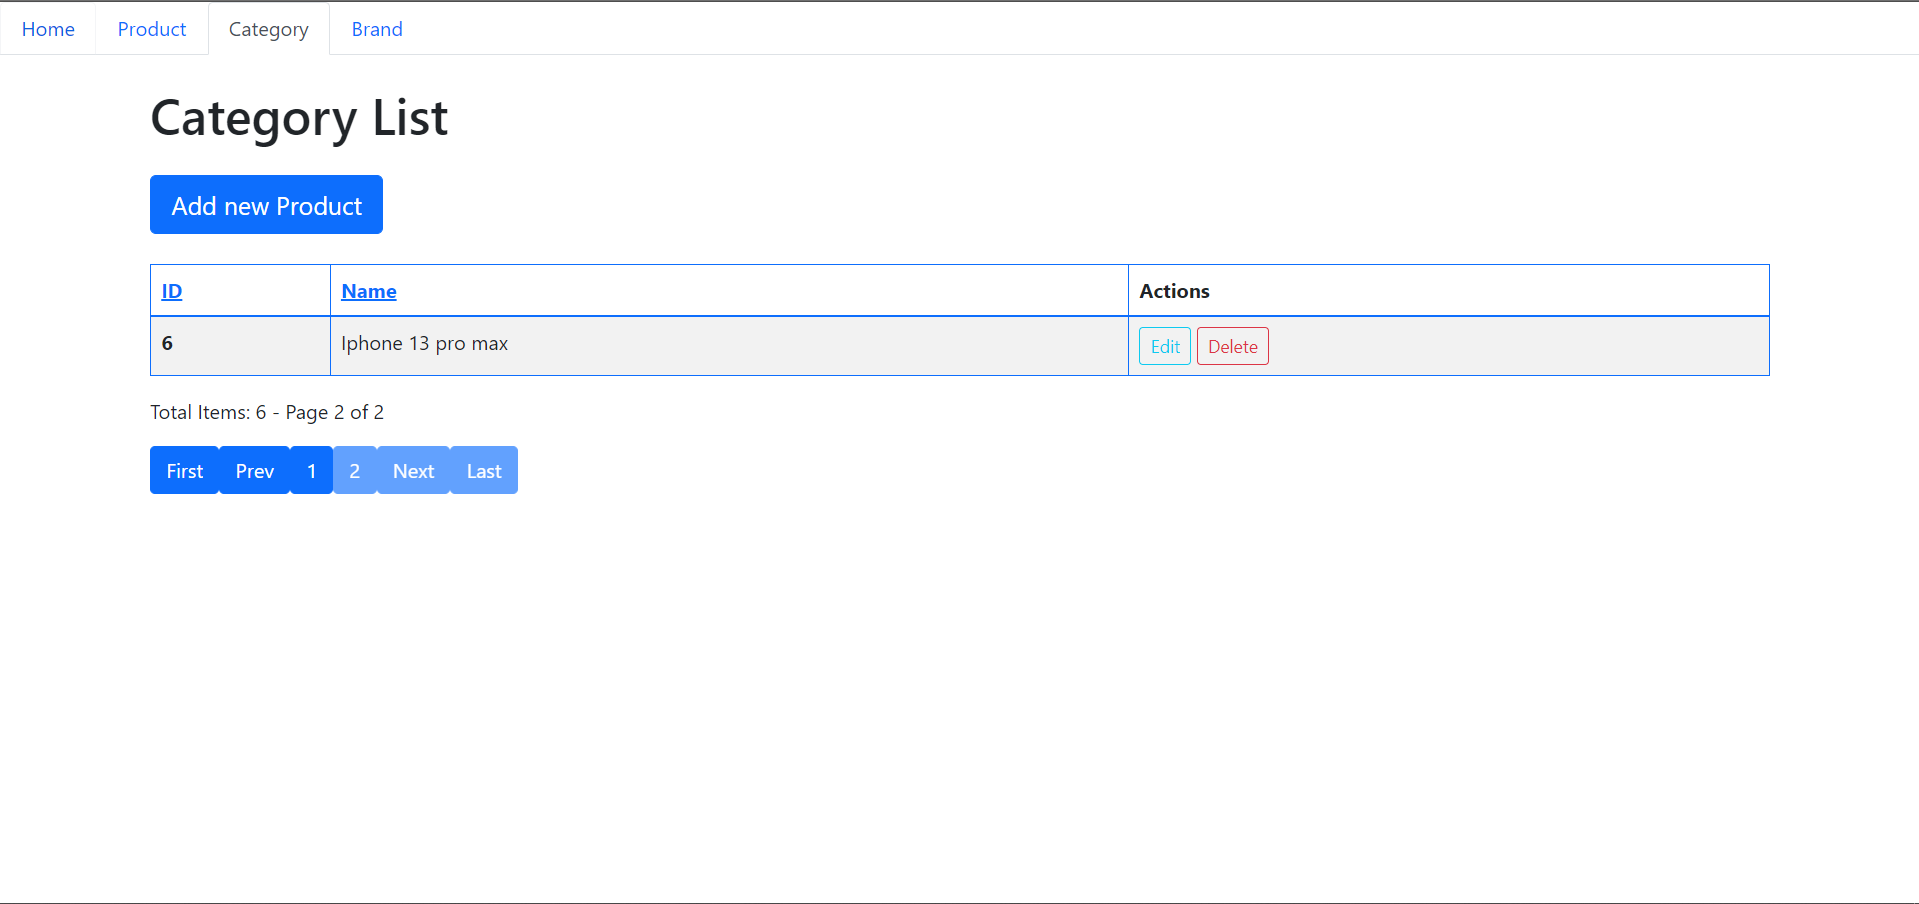 Home Product Category Brand
Category List
Add new Product
ID Name Actions
6 Iphone 13 pro max Edit Delete
Total Items: 6 - Page 2 of 2
First Prev 1 2 Next Last